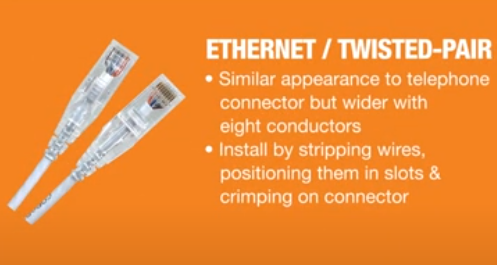 ETHERNET / TWISTED-PAIR
• Similar appearance to telephone
connector but wider with
eight conductors
• Install by stripping wires,
positioning them in slots &
crimping on connector